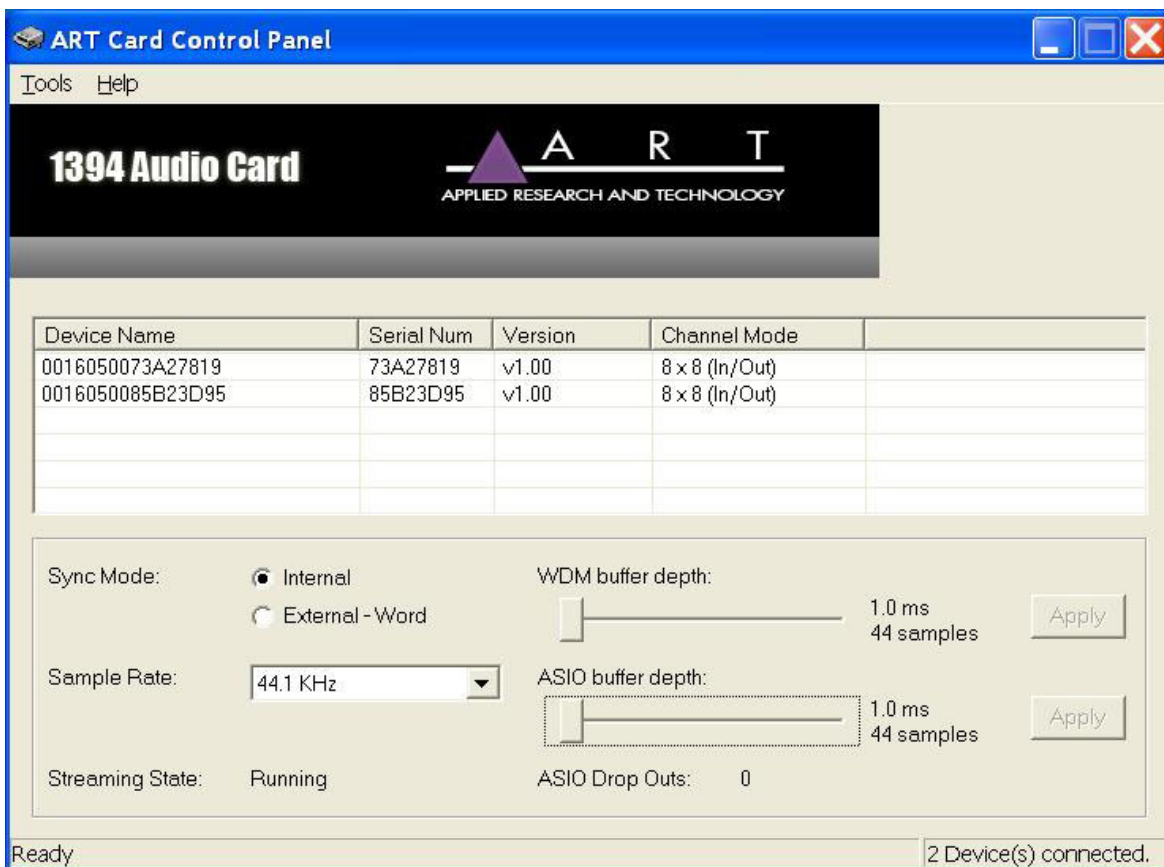 ART Card Control Panel
Tools Help
1394 Audio Card
A R T
APPLIED RESEARCH AND TECHNOLOGY
Device Name Serial Num Version Channel Mode
0016050073A27819 73A27819 v1.00 8 x 8 (In/Out)
0016050085B23D95 85B23D95 v1.00 8 x 8 (In/Out)
Sync Mode: Internal WDM buffer depth:
External - Word 1.0 ms
44 samples Apply
Sample Rate: 44.1 KHz ASIO buffer depth:
1.0 ms
44 samples Apply
Streaming State: Running ASIO Drop Outs: 0
Ready 2 Device(s) connected.